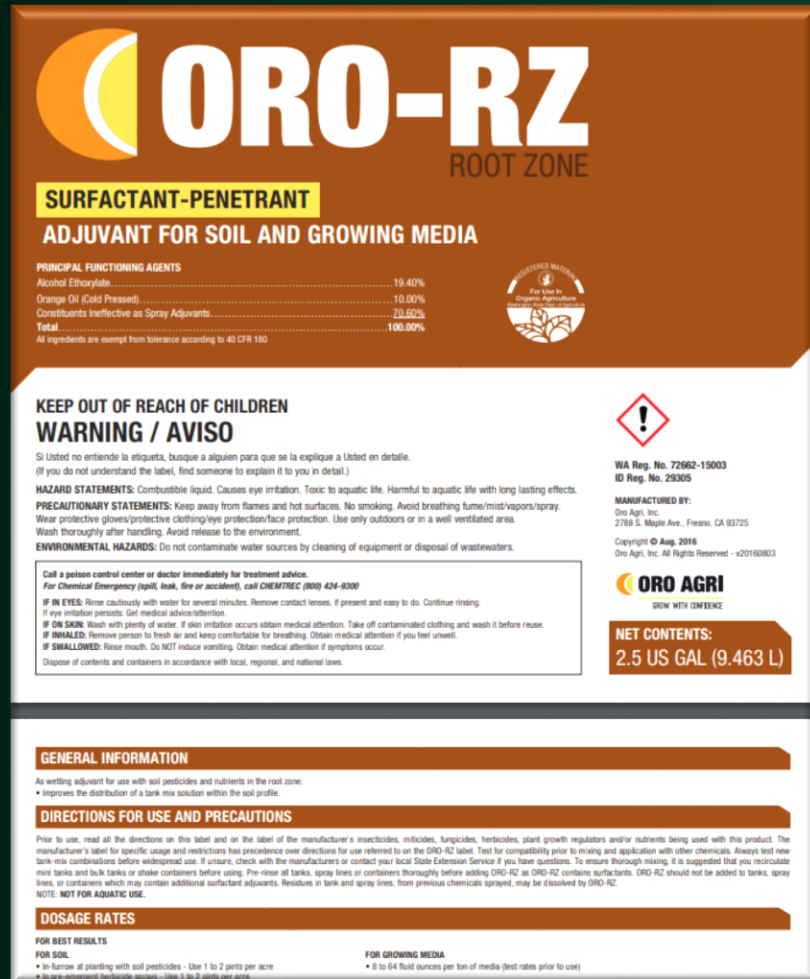 ORO-RZ
ROOT ZONE
SURFACTANT-PENETRANT
ADJUVANT FOR SOIL AND GROWING MEDIA
PRINCIPAL FUNCTIONING AGENTS
Alcohol Ethoxylate................19.40%
Orange Oil (Cold Pressed)................10.00%
Constituents Ineffective as Spray Adjuvants................70.60%
Total................100.00%
All ingredients are exempt from tolerance according to 40 CFR 180
REGISTERED MATERIAL
For Use In
Organic Agriculture
Washington State Dept. of Agriculture
KEEP OUT OF REACH OF CHILDREN
WARNING / AVISO
Si Usted no entiende la etiqueta, busque a alguien para que se la explique a Usted en detalle.
(If you do not understand the label, find someone to explain it to you in detail.)
HAZARD STATEMENTS: Combustible liquid. Causes eye irritation. Toxic to aquatic life. Harmful to aquatic life with long lasting effects.
PRECAUTIONARY STATEMENTS: Keep away from flames and hot surfaces. No smoking. Avoid breathing fume/mist/vapors/spray.
Wear protective gloves/protective clothing/eye protection/face protection. Use only outdoors or in a well ventilated area.
Wash thoroughly after handling. Avoid release to the environment.
ENVIRONMENTAL HAZARDS: Do not contaminate water sources by cleaning of equipment or disposal of wastewaters.
Call a poison control center or doctor immediately for treatment advice.
For Chemical Emergency (spill, leak, fire or accident), call CHEMTREC (800) 424-9300
IF IN EYES: Rinse cautiously with water for several minutes. Remove contact lenses, if present and easy to do. Continue rinsing.
If eye irritation persists: Get medical advice/attention.
IF ON SKIN: Wash with plenty of water. If skin irritation occurs obtain medical attention. Take off contaminated clothing and wash it before reuse.
IF INHALED: Remove person to fresh air and keep comfortable for breathing. Obtain medical attention if you feel unwell.
IF SWALLOWED: Rinse mouth. Do NOT induce vomiting. Obtain medical attention if symptoms occur.
Dispose of contents and containers in accordance with local, regional, and national laws.
!
WA Reg. No. 72662-15003
ID Reg. No. 29305
MANUFACTURED BY:
Oro Agri, Inc.
2788 S. Maple Ave., Fresno, CA 93725
Copyright © Aug. 2016
Oro Agri, Inc. All Rights Reserved - v20160803
ORO AGRI
GROW WITH CONFIDENCE
NET CONTENTS:
2.5 US GAL (9.463 L)
GENERAL INFORMATION
As wetting adjuvant for use with soil pesticides and nutrients in the root zone:
• Improves the distribution of a tank mix solution within the soil profile.
DIRECTIONS FOR USE AND PRECAUTIONS
Prior to use, read all the directions on this label and on the label of the manufacturer's insecticides, miticides, fungicides, herbicides, plant growth regulators and/or nutrients being used with this product. The
manufacturer's label for specific usage and restrictions has precedence over directions for use referred to on the ORO-RZ label. Test for compatibility prior to mixing and application with other chemicals. Always test new
tank-mix combinations before widespread use. If unsure, check with the manufacturers or contact your local State Extension Service if you have questions. To ensure thorough mixing, it is suggested that you recirculate
mini tanks and bulk tanks or shake containers before using. Pre-rinse all tanks, spray lines or containers thoroughly before adding ORO-RZ as ORO-RZ contains surfactants. ORO-RZ should not be added to tanks, spray
lines, or containers which may contain additional surfactant adjuvants. Residues in tank and spray lines, from previous chemicals sprayed, may be dissolved by ORO-RZ.
NOTE: NOT FOR AQUATIC USE.
DOSAGE RATES
FOR BEST RESULTS
FOR SOIL
• In-furrow at planting with soil pesticides - Use 1 to 2 pints per acre
• In pre-emergent herbicide sprays - Use 1 to 2 pints per acre
FOR GROWING MEDIA
• 8 to 64 fluid ounces per ton of media (test rates prior to use)